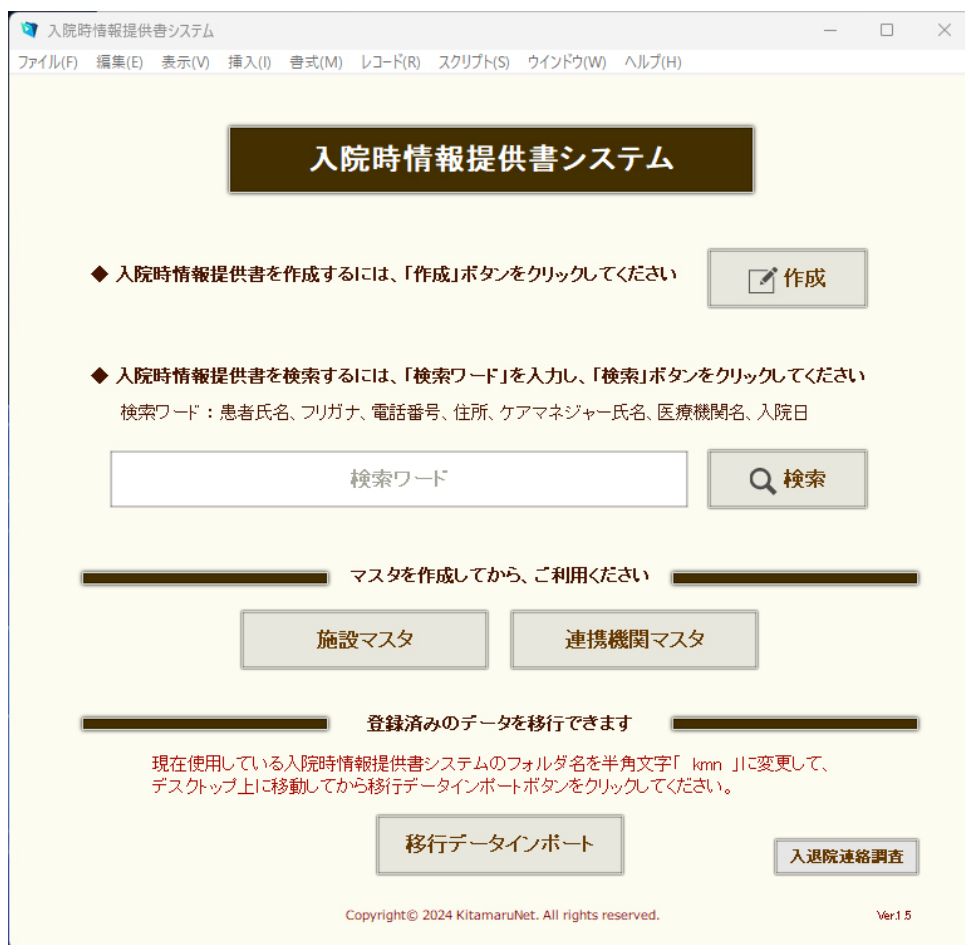 入院時情報提供書システム
ファイル(F) 編集(E) 表示(V) 挿入(I) 書式(M) レコード(R) スクリプト(S) ウインドウ(W) ヘルプ(H)
入院時情報提供書システム
◆ 入院時情報提供書を作成するには、「作成」ボタンをクリックしてください
作成
◆ 入院時情報提供書を検索するには、「検索ワード」を入力し、「検索」ボタンをクリックしてください
検索ワード：患者氏名、フリガナ、電話番号、住所、ケアマネジャー氏名、医療機関名、入院日
検索ワード
検索
マスタを作成してから、ご利用ください
施設マスタ
連携機関マスタ
登録済みのデータを移行できます
現在使用している入院時情報提供書システムのフォルダ名を半角文字「 kmn 」に変更して、
デスクトップ上に移動してから移行データインポートボタンをクリックしてください。
移行データインポート
入退院連絡調査
Copyright© 2024 KitamaruNet. All rights reserved.
Ver.1.5